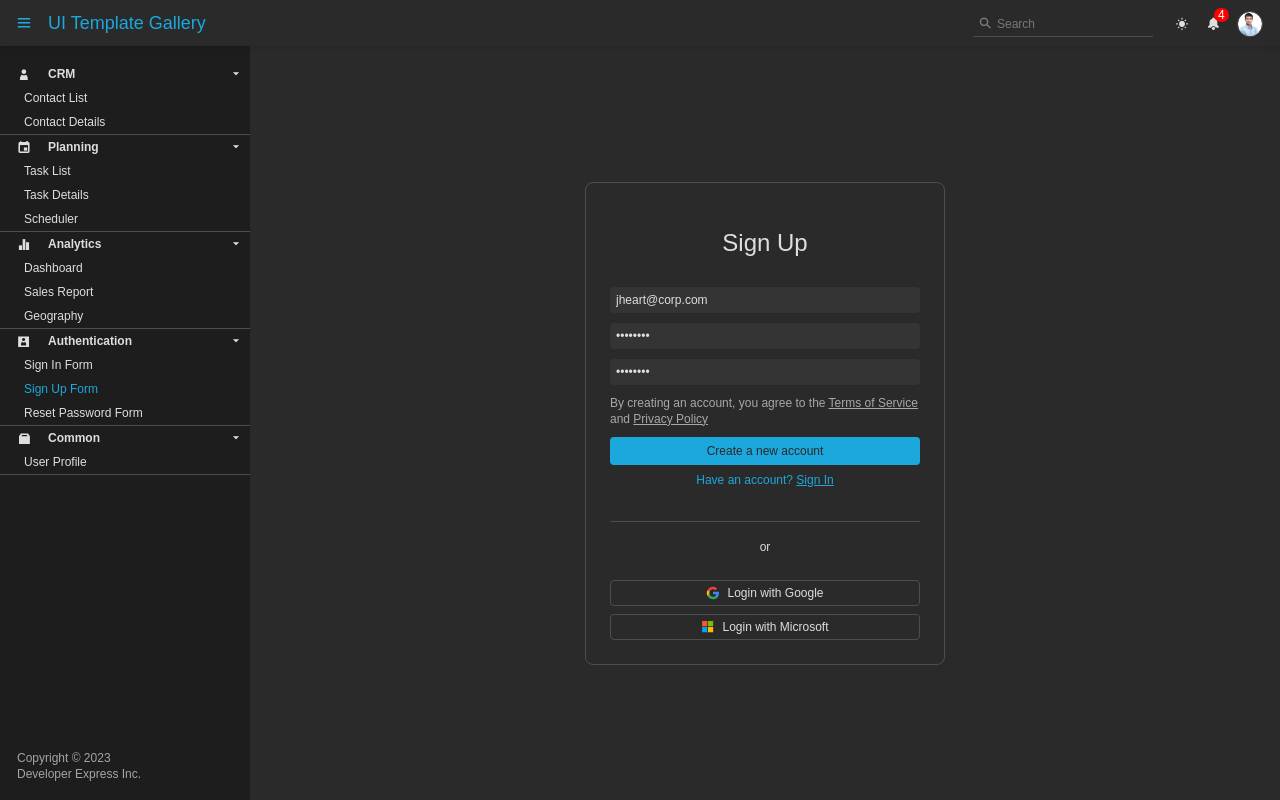 UI Template Gallery
Search
4
CRM
Contact List
Contact Details
Planning
Task List
Task Details
Scheduler
Analytics
Dashboard
Sales Report
Geography
Authentication
Sign In Form
Sign Up Form
Reset Password Form
Common
User Profile
Copyright © 2023
Developer Express Inc.
Sign Up
jheart@corp.com
••••••••
••••••••
By creating an account, you agree to the Terms of Service
and Privacy Policy
Create a new account
Have an account? Sign In
or
Login with Google
Login with Microsoft